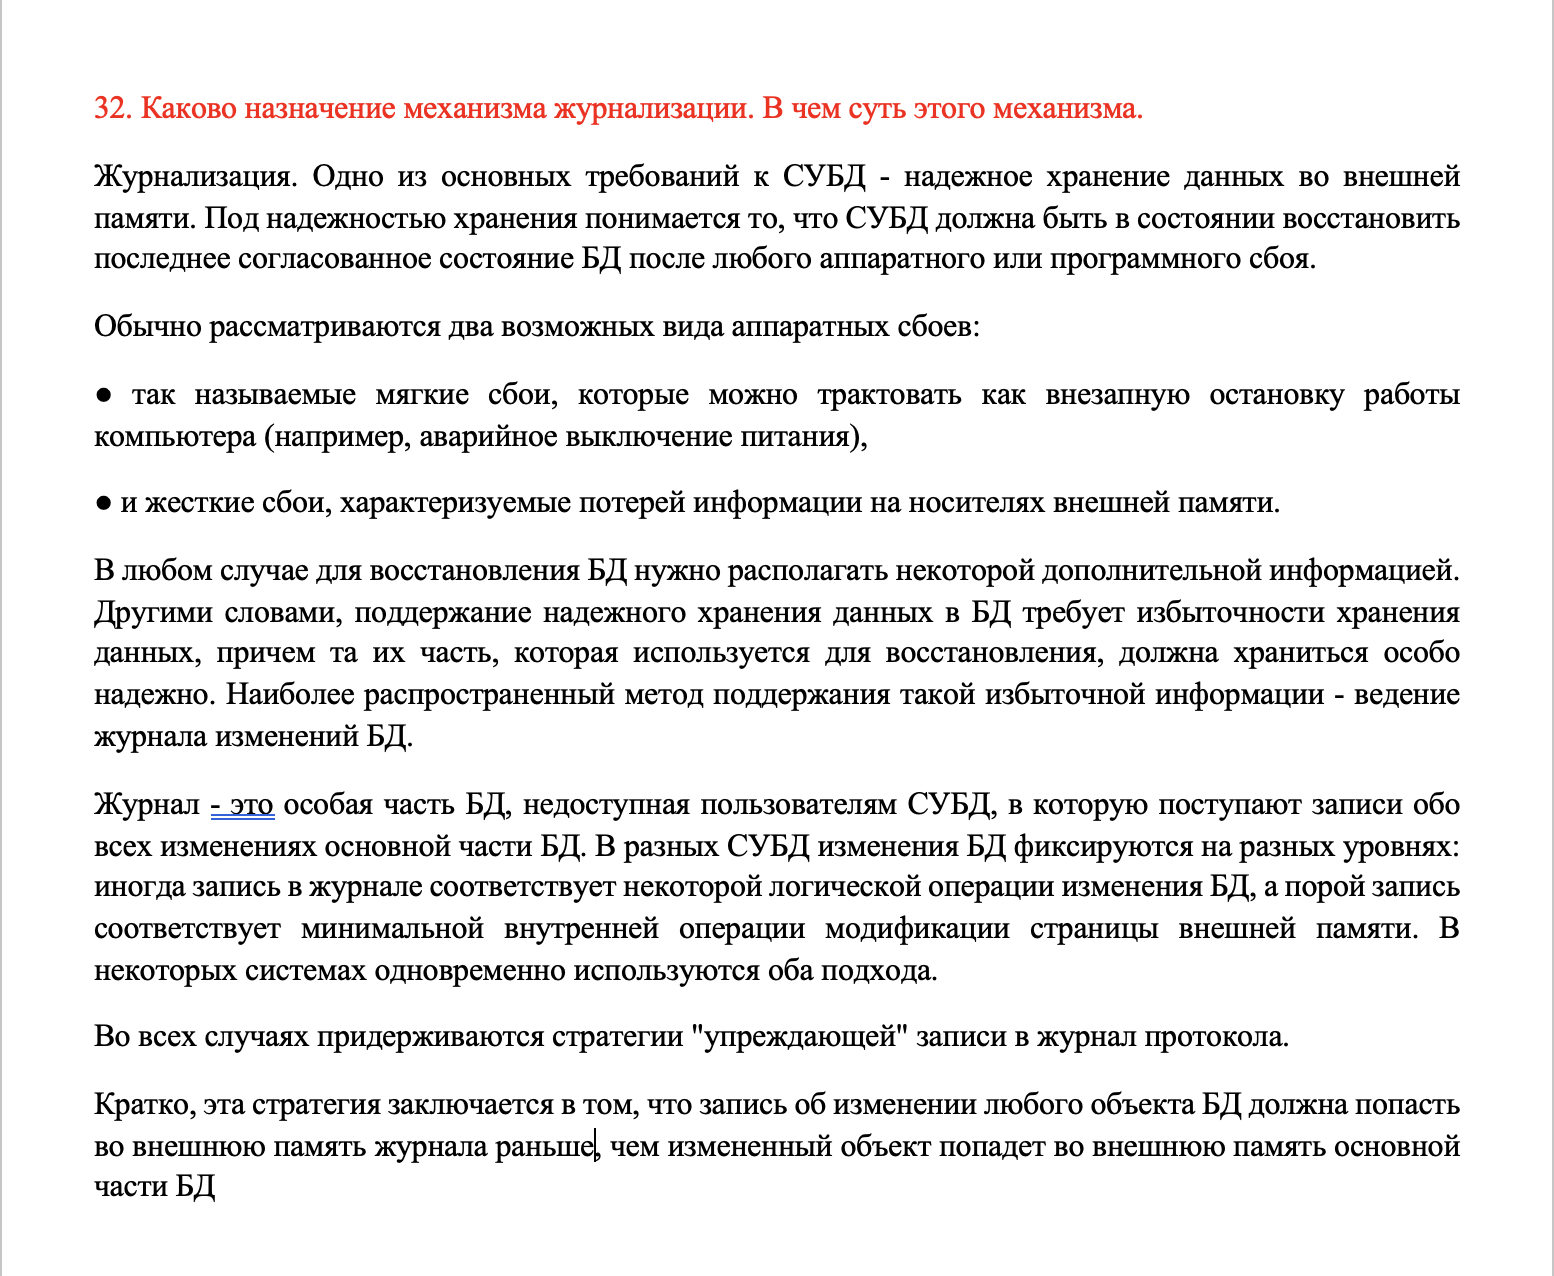 32. Каково назначение механизма журнализации. В чем суть этого механизма.
Журнализация. Одно из основных требований к СУБД - надежное хранение данных во внешней
памяти. Под надежностью хранения понимается то, что СУБД должна быть в состоянии восстановить
последнее согласованное состояние БД после любого аппаратного или программного сбоя.
Обычно рассматриваются два возможных вида аппаратных сбоев:
● так называемые мягкие сбои, которые можно трактовать как внезапную остановку работы
компьютера (например, аварийное выключение питания),
● и жесткие сбои, характеризуемые потерей информации на носителях внешней памяти.
В любом случае для восстановления БД нужно располагать некоторой дополнительной информацией.
Другими словами, поддержание надежного хранения данных в БД требует избыточности хранения
данных, причем та их часть, которая используется для восстановления, должна храниться особо
надежно. Наиболее распространенный метод поддержания такой избыточной информации - ведение
журнала изменений БД.
Журнал - это особая часть БД, недоступная пользователям СУБД, в которую поступают записи обо
всех изменениях основной части БД. В разных СУБД изменения БД фиксируются на разных уровнях:
иногда запись в журнале соответствует некоторой логической операции изменения БД, а порой запись
соответствует минимальной внутренней операции модификации страницы внешней памяти. В
некоторых системах одновременно используются оба подхода.
Во всех случаях придерживаются стратегии "упреждающей" записи в журнал протокола.
Кратко, эта стратегия заключается в том, что запись об изменении любого объекта БД должна попасть
во внешнюю память журнала раньше, чем измененный объект попадет во внешнюю память основной
части БД